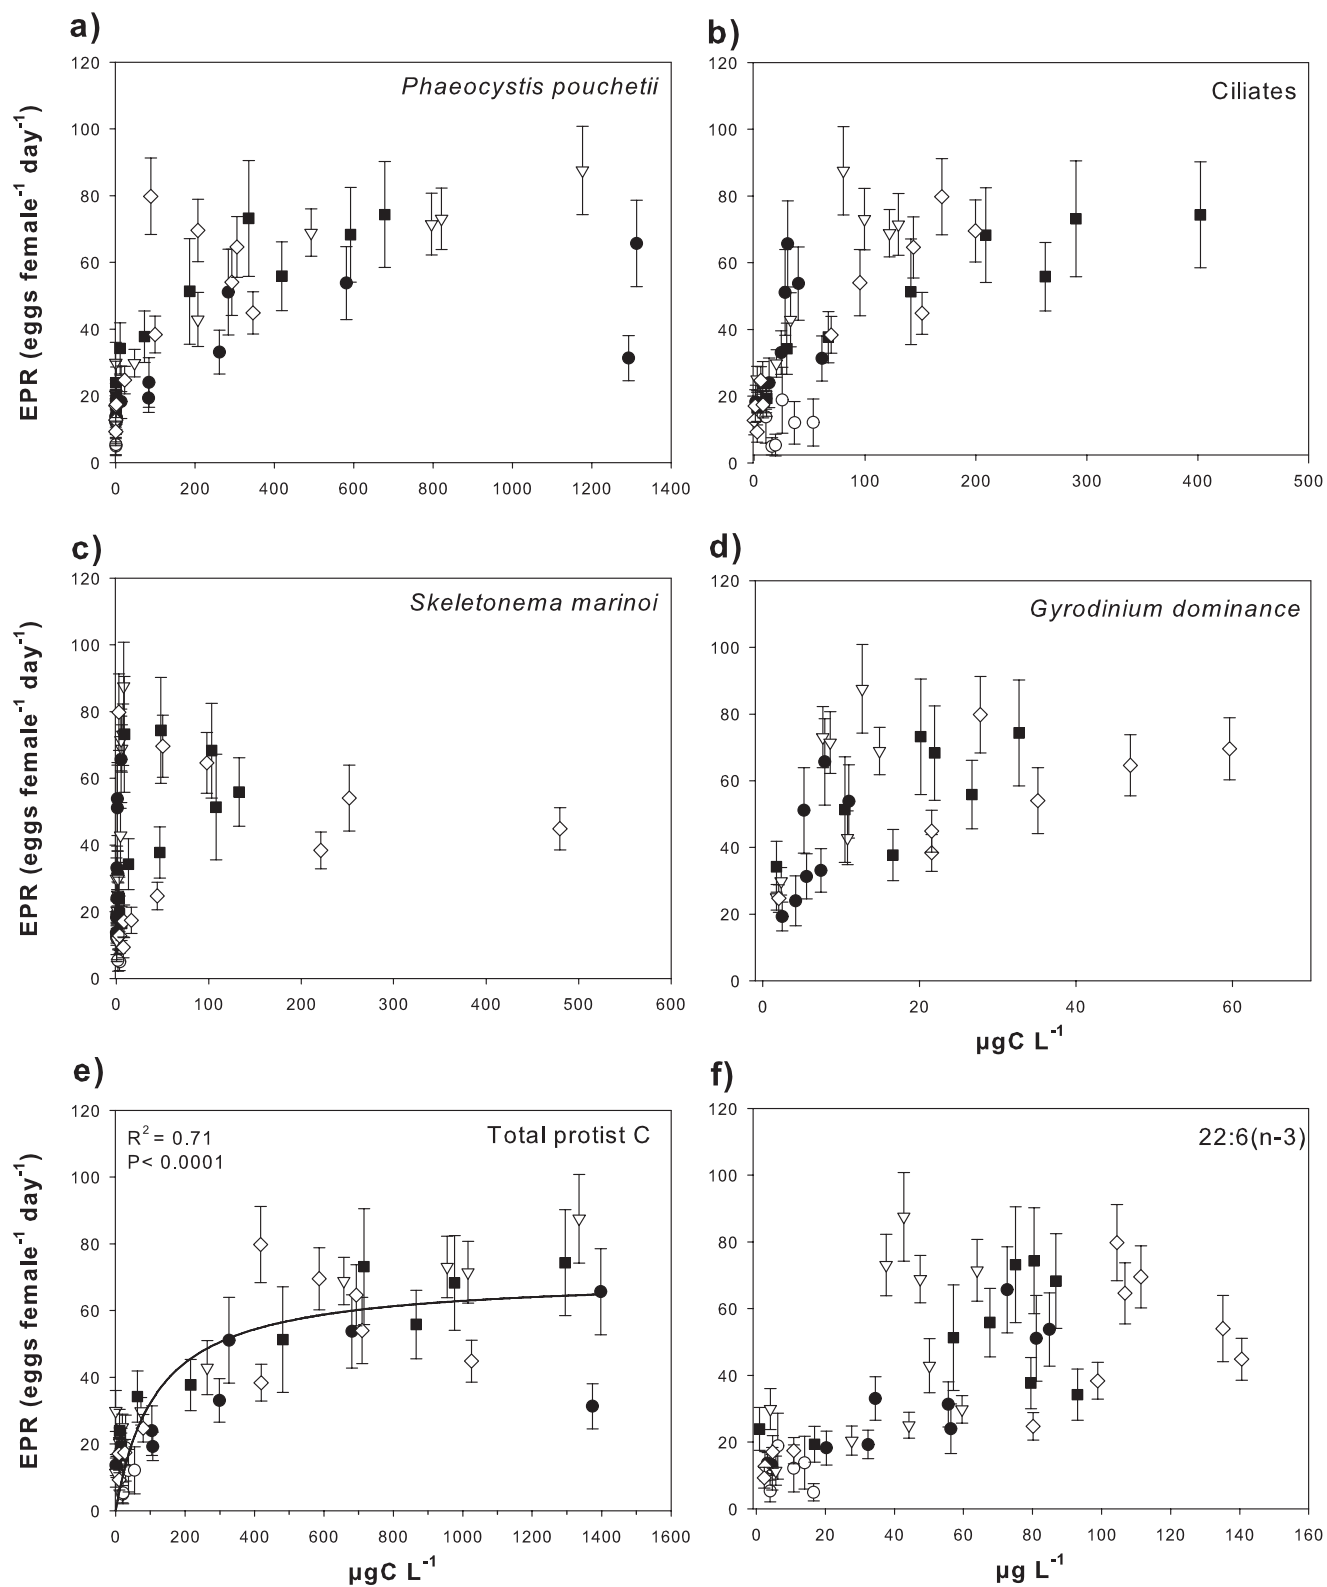 a)
Phaeocystis pouchetii
EPR (eggs female⁻¹ day⁻¹)
120
100
80
60
40
20
0
0 200 400 600 800 1000 1200 1400
b)
Ciliates
120
100
80
60
40
20
0
0 100 200 300 400 500
c)
Skeletonema marinoi
EPR (eggs female⁻¹ day⁻¹)
120
100
80
60
40
20
0
0 100 200 300 400 500 600
d)
Gyrodinium dominance
120
100
80
60
40
20
0
0 20 40 60
µgC L⁻¹
e)
R² = 0.71
P< 0.0001
Total protist C
EPR (eggs female⁻¹ day⁻¹)
120
100
80
60
40
20
0
0 200 400 600 800 1000 1200 1400 1600
µgC L⁻¹
f)
22:6(n-3)
120
100
80
60
40
20
0
0 20 40 60 80 100 120 140 160
µg L⁻¹